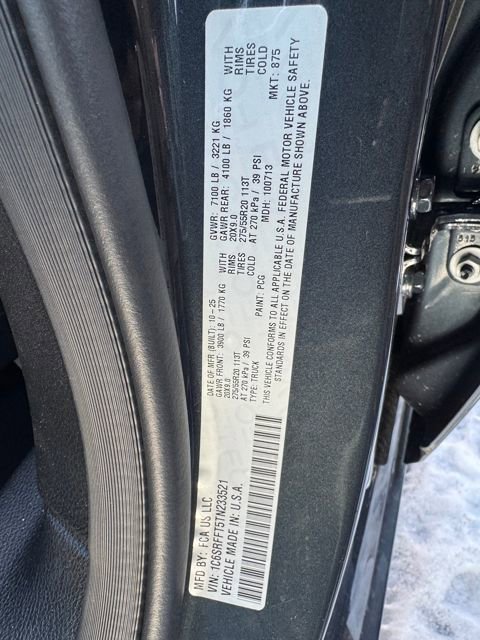 MFD BY: FCA US LLC
DATE OF MFR (BUILT): 10-25
GVWR: 7100 LB / 3221 KG
GAWR FRONT: 3900 LB / 1770 KG WITH
20X9.0 RIMS
275/55R20 113T TIRES
AT 270 kPa / 39 PSI COLD
GAWR REAR: 4100 LB / 1860 KG WITH
20X9.0 RIMS
275/55R20 113T TIRES
AT 270 kPa / 39 PSI COLD
TYPE: TRUCK
PAINT: PCG
MDH: 100713
MKT: 875
VIN: 1C6SRFFT5TN233521
VEHICLE MADE IN: U.S.A.
THIS VEHICLE CONFORMS TO ALL APPLICABLE U.S.A. FEDERAL MOTOR VEHICLE SAFETY
STANDARDS IN EFFECT ON THE DATE OF MANUFACTURE SHOWN ABOVE.
515